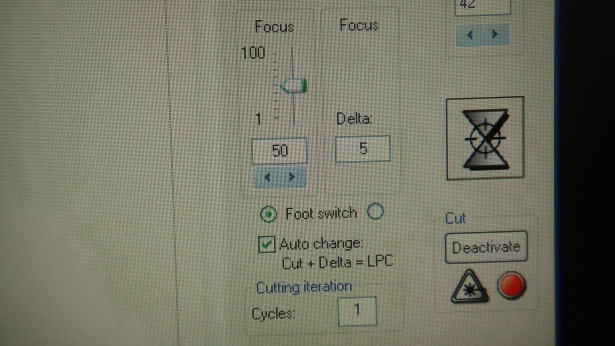 Focus
Focus
42
100
1
Delta:
50
5
Foot switch
Auto change:
Cut + Delta = LPC
Cutting iteration
Cycles:
1
Cut
Deactivate